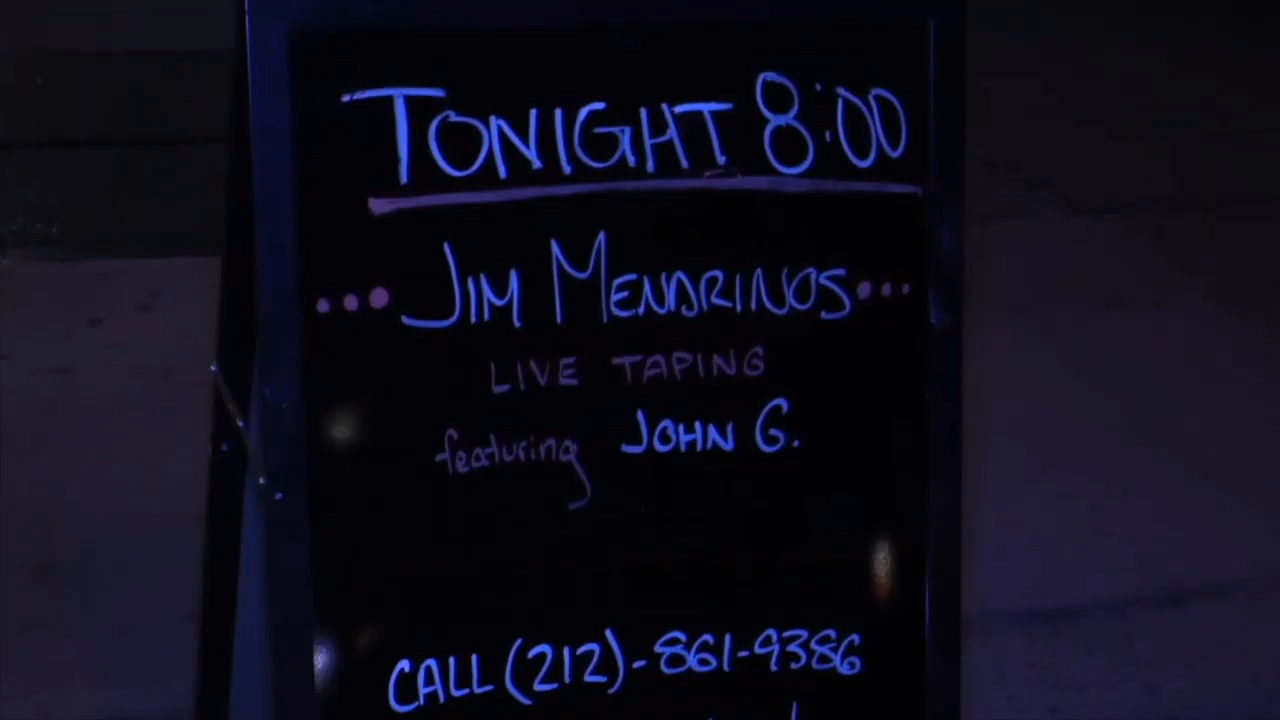 TONIGHT 8:00
... JIM MENDRINOS ...
LIVE TAPING
featuring JOHN G.
CALL (212)-861-9386